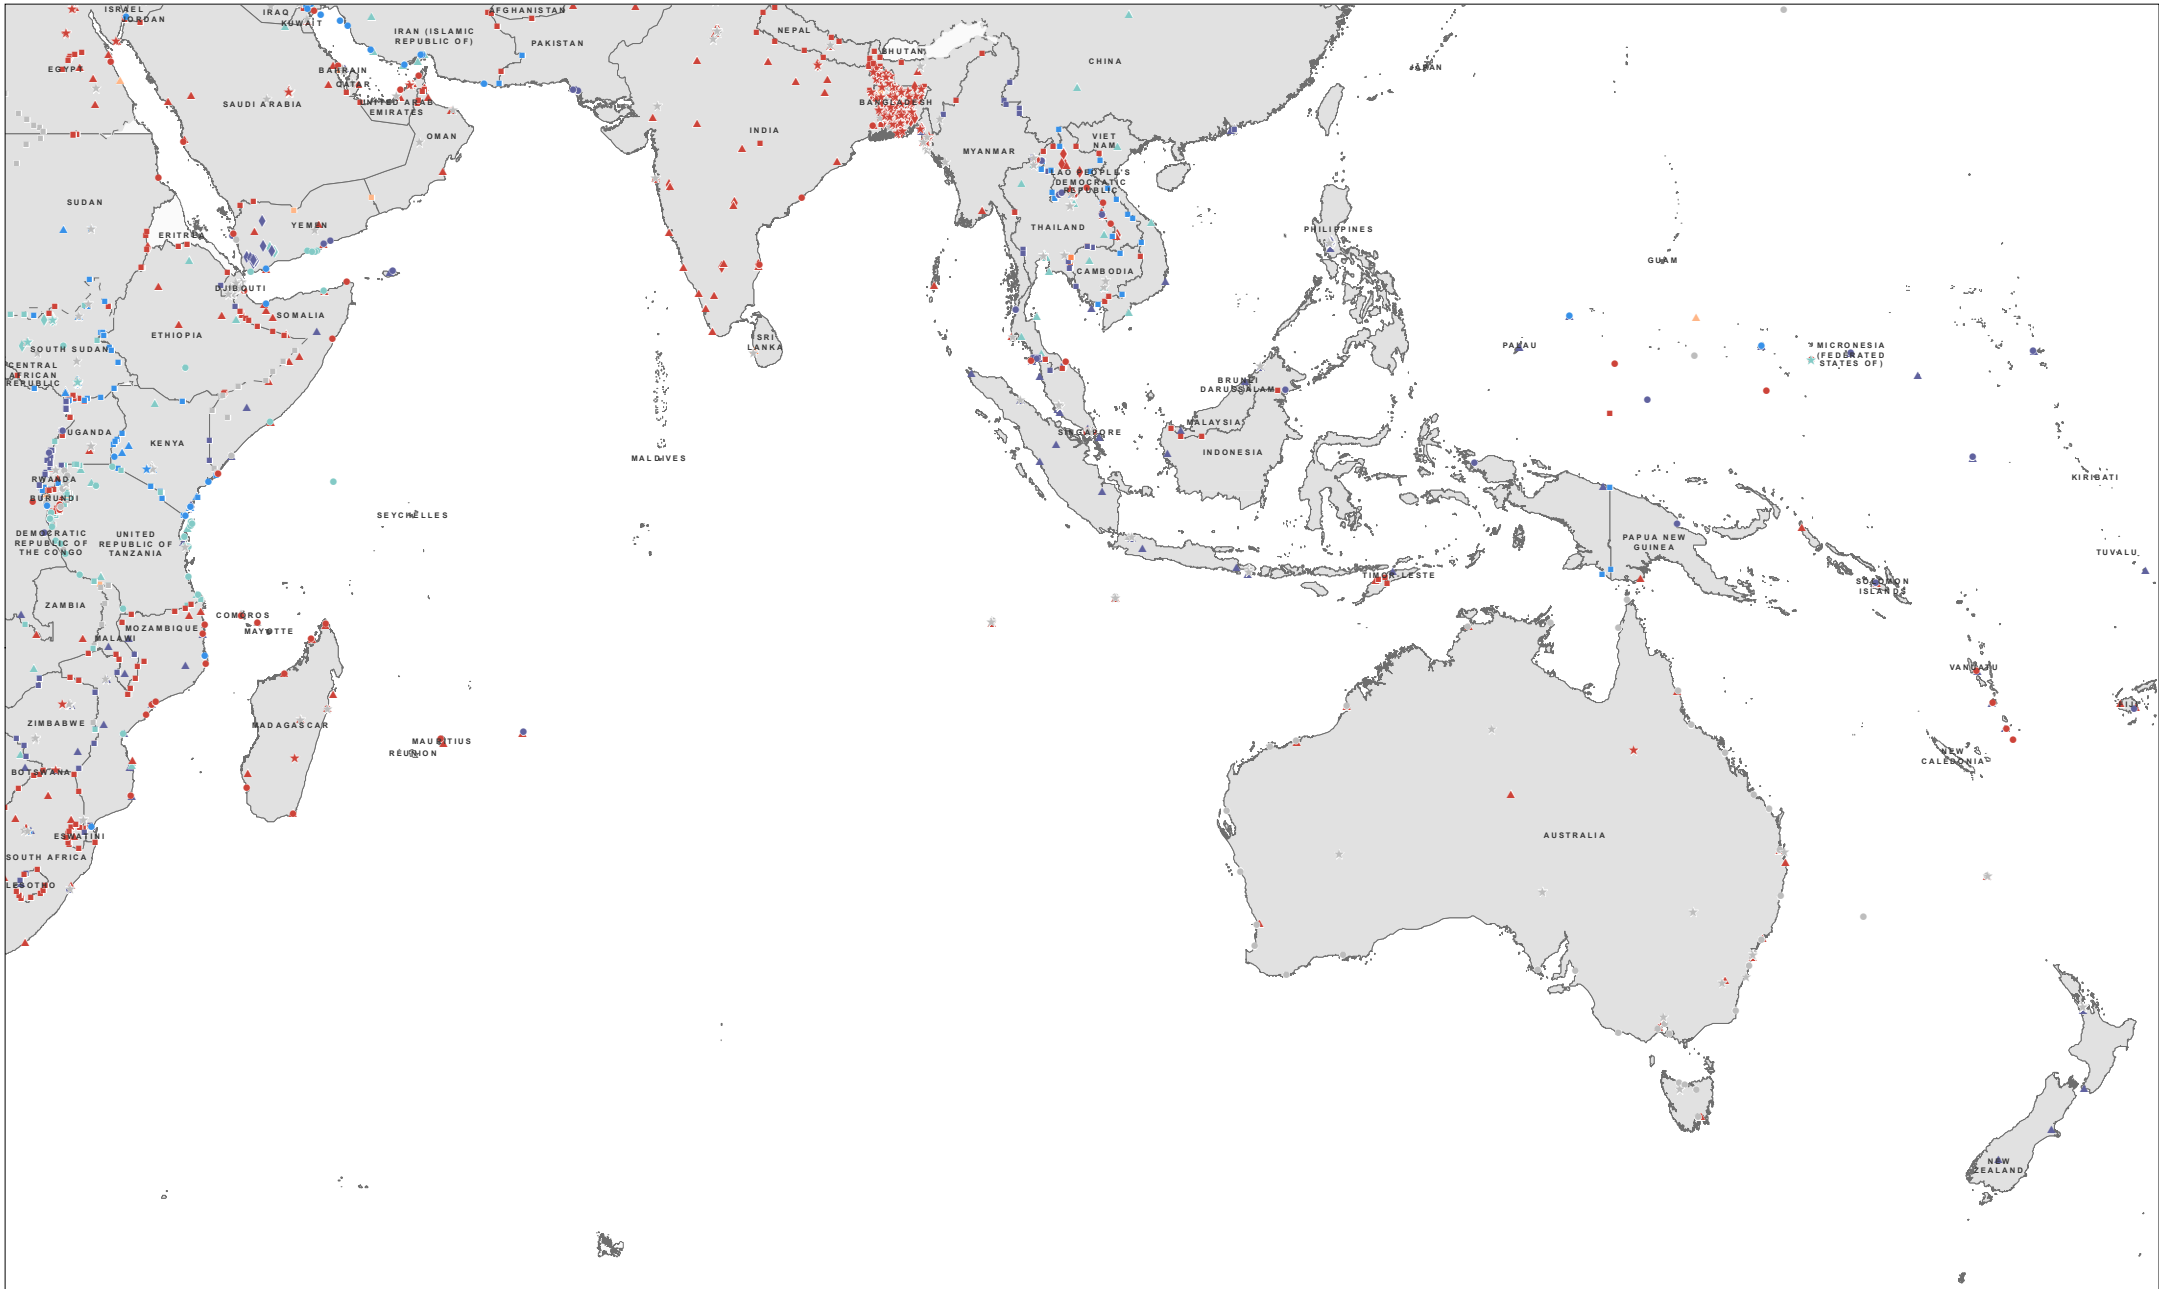 ISRAEL
JORDAN
IRAQ
KUWAIT
IRAN (ISLAMIC
REPUBLIC OF)
AFGHANISTAN
PAKISTAN
NEPAL
BHUTAN
CHINA
JAPAN
EGYPT
BAHRAIN
QATAR
SAUDI ARABIA
UNITED ARAB
EMIRATES
OMAN
BANGLADESH
INDIA
MYANMAR
VIET
NAM
LAO PEOPLE'S
DEMOCRATIC
REPUBLIC
SUDAN
ERITREA
YEMEN
THAILAND
PHILIPPINES
GUAM
CAMBODIA
DJIBOUTI
SOMALIA
ETHIOPIA
SOUTH SUDAN
SRI
LANKA
PALAU
MICRONESIA
(FEDERATED
STATES OF)
CENTRAL
AFRICAN
REPUBLIC
BRUNEI
DARUSSALAM
MALAYSIA
UGANDA
KENYA
SINGAPORE
INDONESIA
MALDIVES
RWANDA
BURUNDI
KIRIBATI
SEYCHELLES
DEMOCRATIC
REPUBLIC OF
THE CONGO
UNITED
REPUBLIC OF
TANZANIA
PAPUA NEW
GUINEA
TUVALU
TIMOR-LESTE
SOLOMON
ISLANDS
ZAMBIA
COMOROS
MAYOTTE
MOZAMBIQUE
MALAWI
VANUATU
FIJI
ZIMBABWE
MADAGASCAR
MAURITIUS
RÉUNION
NEW
CALEDONIA
BOTSWANA
ESWATINI
AUSTRALIA
SOUTH AFRICA
LESOTHO
NEW
ZEALAND